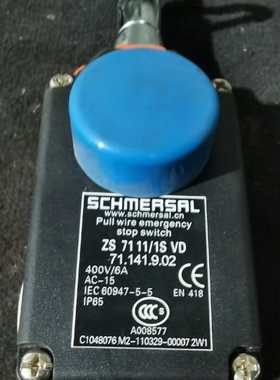 SCHMERSAL
www.schmersal.cn
Pull wire emergency
stop switch
ZS 71 11/1S VD
71.141.9.02
400V/6A
AC-15
IEC 60947-5-5
EN 418
IP65
CCC S
A008577
C1048076 M2-110329-00007 2W1